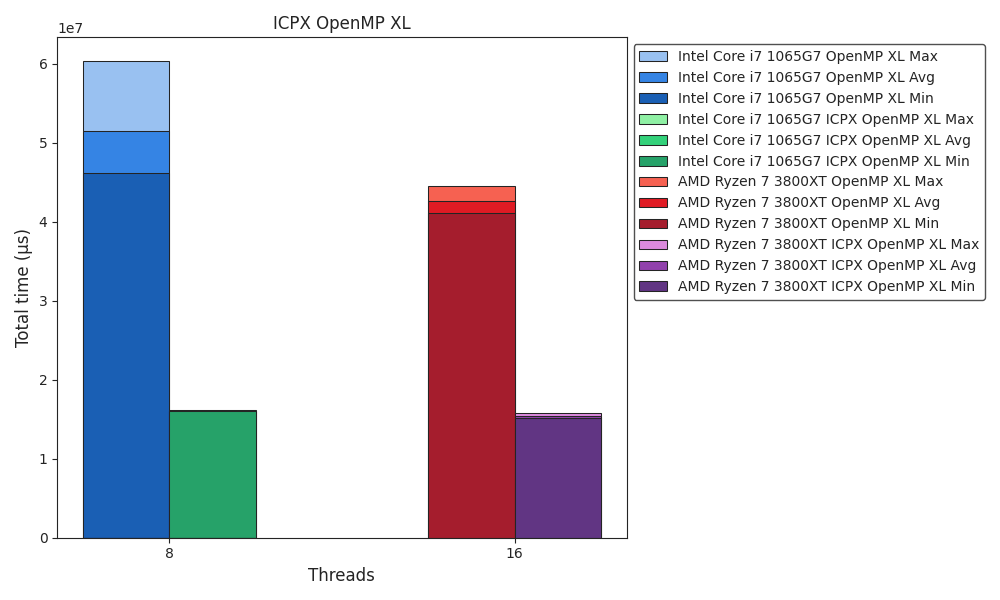 ICPX OpenMP XL
1e7
6
5
4
3
2
1
0
Total time (μs)
8
16
Threads
Intel Core i7 1065G7 OpenMP XL Max
Intel Core i7 1065G7 OpenMP XL Avg
Intel Core i7 1065G7 OpenMP XL Min
Intel Core i7 1065G7 ICPX OpenMP XL Max
Intel Core i7 1065G7 ICPX OpenMP XL Avg
Intel Core i7 1065G7 ICPX OpenMP XL Min
AMD Ryzen 7 3800XT OpenMP XL Max
AMD Ryzen 7 3800XT OpenMP XL Avg
AMD Ryzen 7 3800XT OpenMP XL Min
AMD Ryzen 7 3800XT ICPX OpenMP XL Max
AMD Ryzen 7 3800XT ICPX OpenMP XL Avg
AMD Ryzen 7 3800XT ICPX OpenMP XL Min